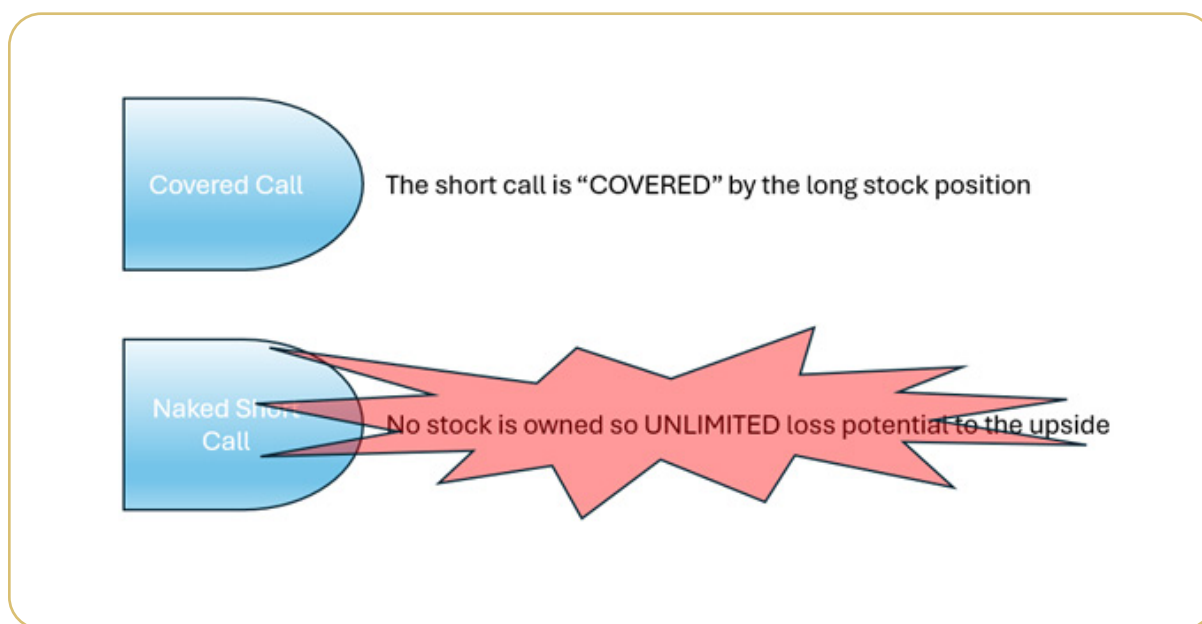 Covered Call
The short call is “COVERED” by the long stock position
Naked Short
Call
No stock is owned so UNLIMITED loss potential to the upside